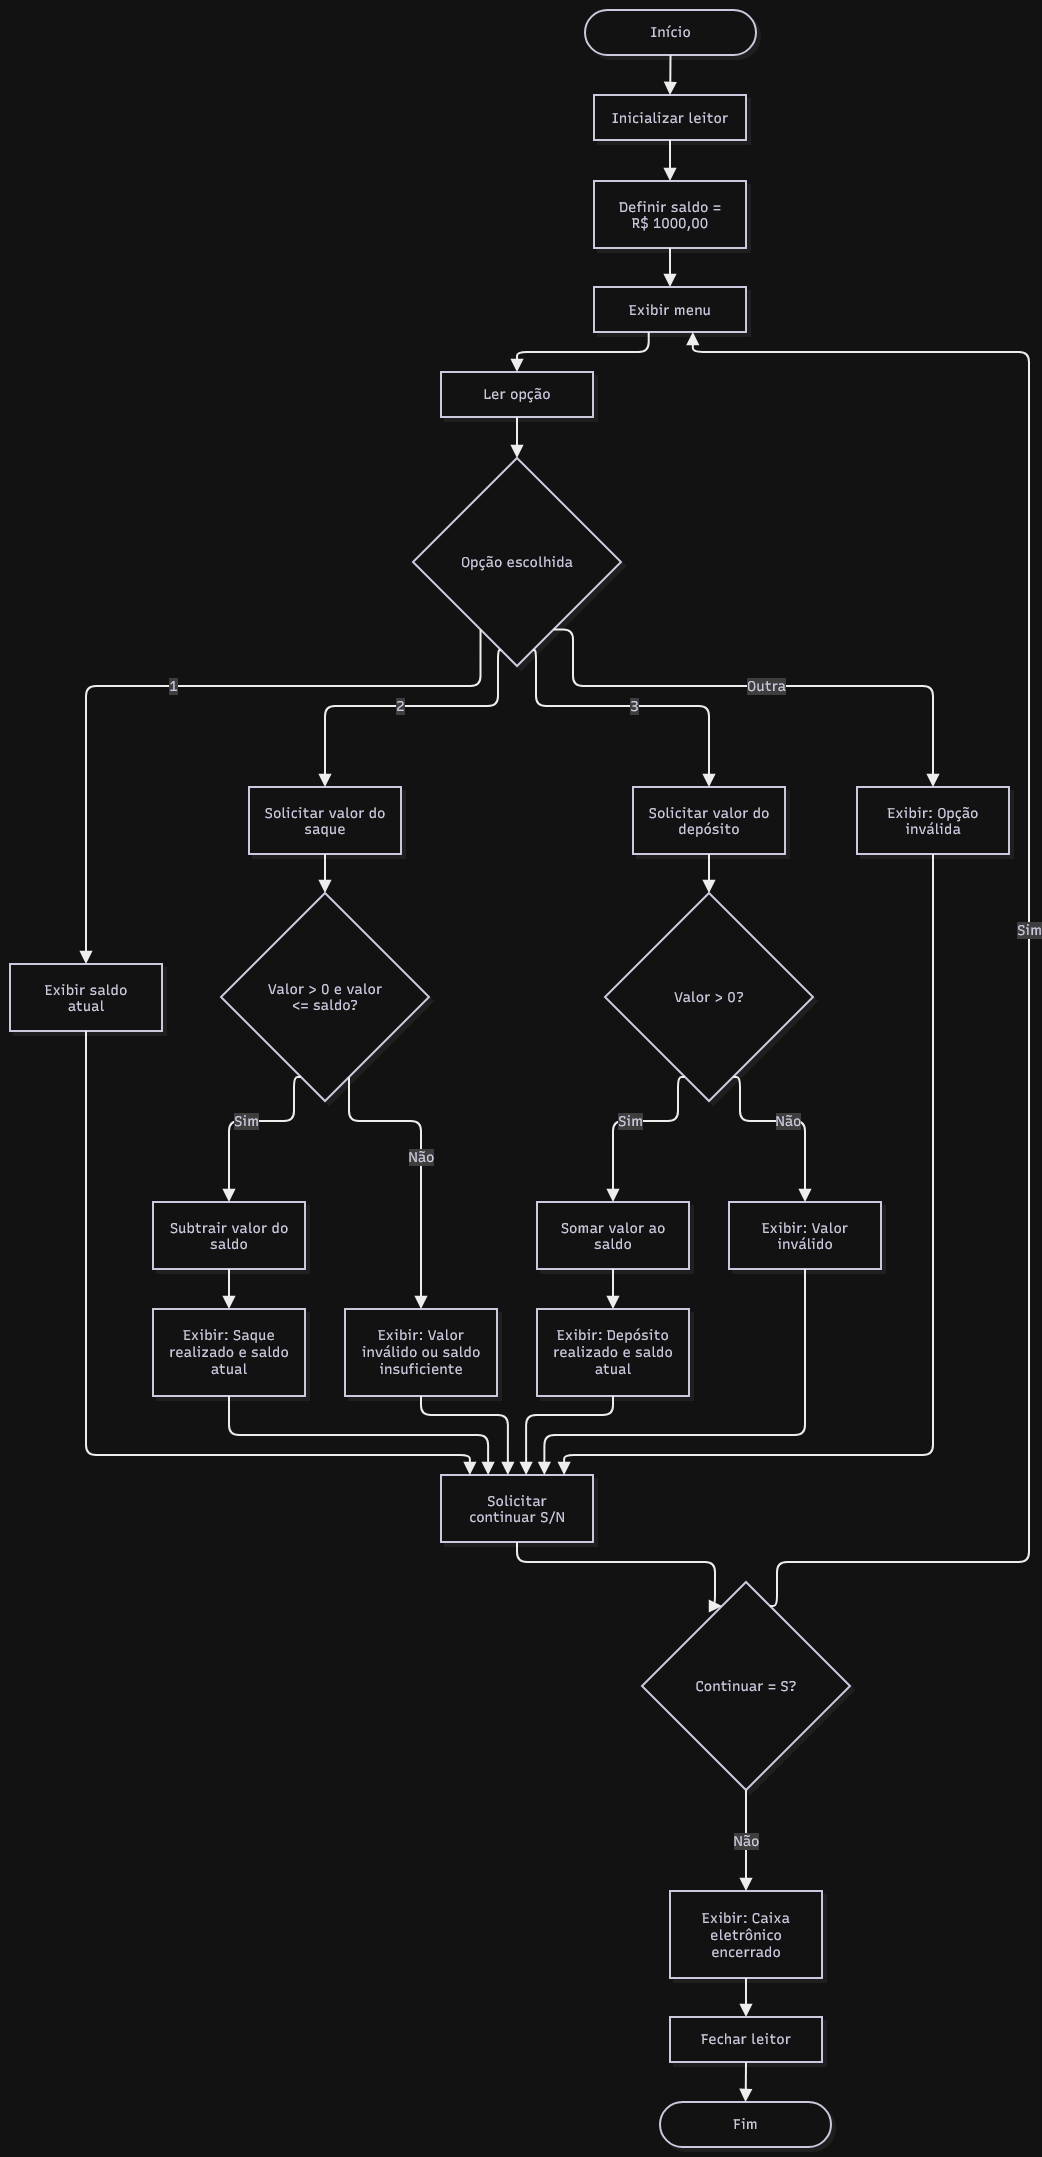 Início
Inicializar leitor
Definir saldo =
R$ 1000,00
Exibir menu
Ler opção
Opção escolhida
1
2
3
Outra
Solicitar valor do
saque
Solicitar valor do
depósito
Exibir: Opção
inválida
Sim
Exibir saldo
atual
Valor > 0 e valor
<= saldo?
Valor > 0?
Sim
Não
Sim
Não
Subtrair valor do
saldo
Somar valor ao
saldo
Exibir: Valor
inválido
Exibir: Saque
realizado e saldo
atual
Exibir: Valor
inválido ou saldo
insuficiente
Exibir: Depósito
realizado e saldo
atual
Solicitar
continuar S/N
Continuar = S?
Não
Exibir: Caixa
eletrônico
encerrado
Fechar leitor
Fim